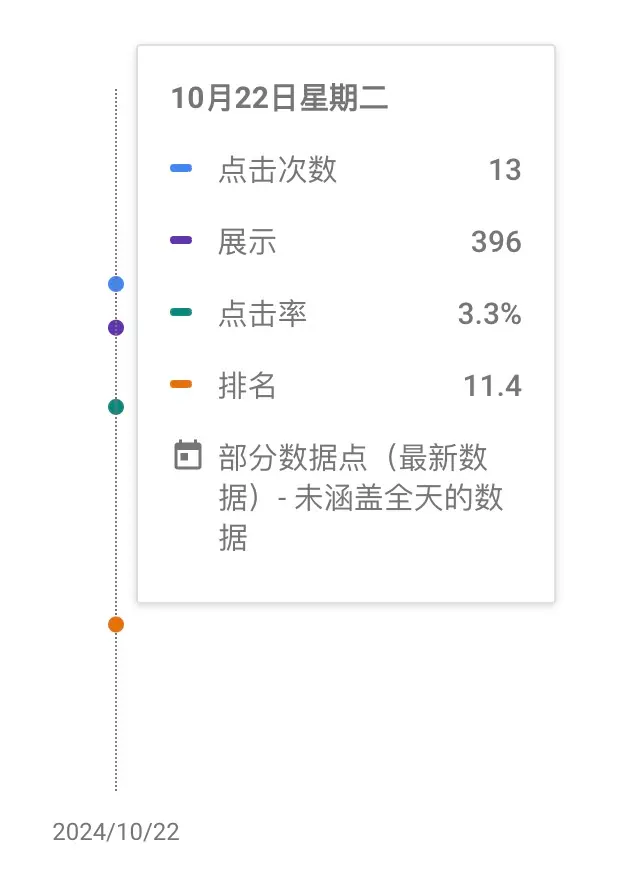 10月22日星期二
点击次数 13
展示 396
点击率 3.3%
排名 11.4
部分数据点（最新数
据）- 未涵盖全天的数
据
2024/10/22